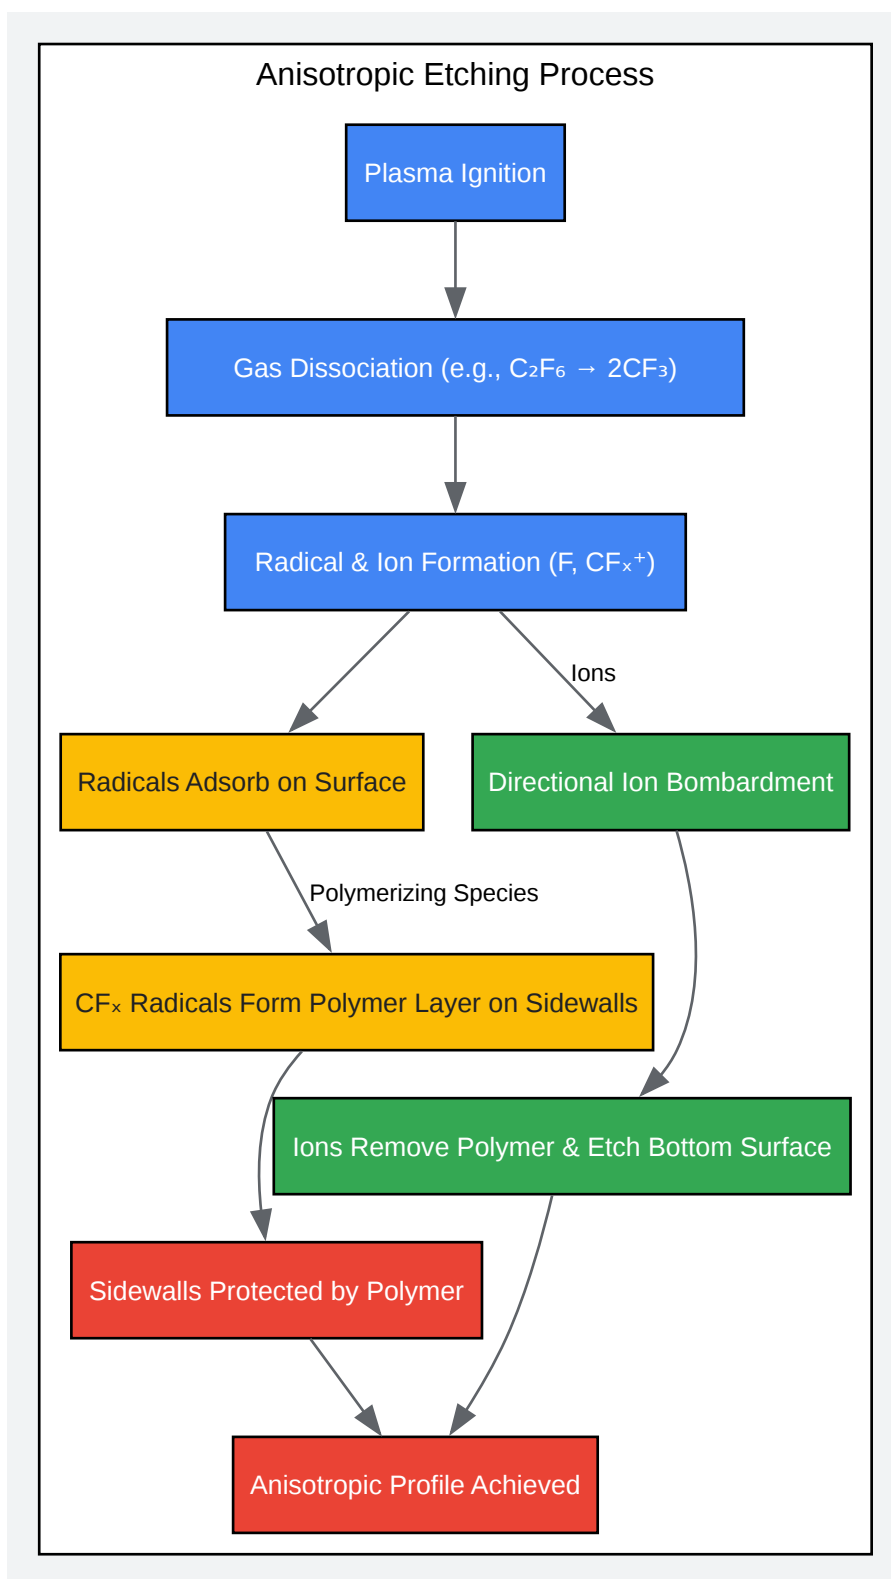 Anisotropic Etching Process
Plasma Ignition
Gas Dissociation (e.g., C₂F₆ → 2CF₃)
Radical & Ion Formation (F, CFₓ⁺)
Ions
Radicals Adsorb on Surface
Directional Ion Bombardment
Polymerizing Species
CFₓ Radicals Form Polymer Layer on Sidewalls
Ions Remove Polymer & Etch Bottom Surface
Sidewalls Protected by Polymer
Anisotropic Profile Achieved